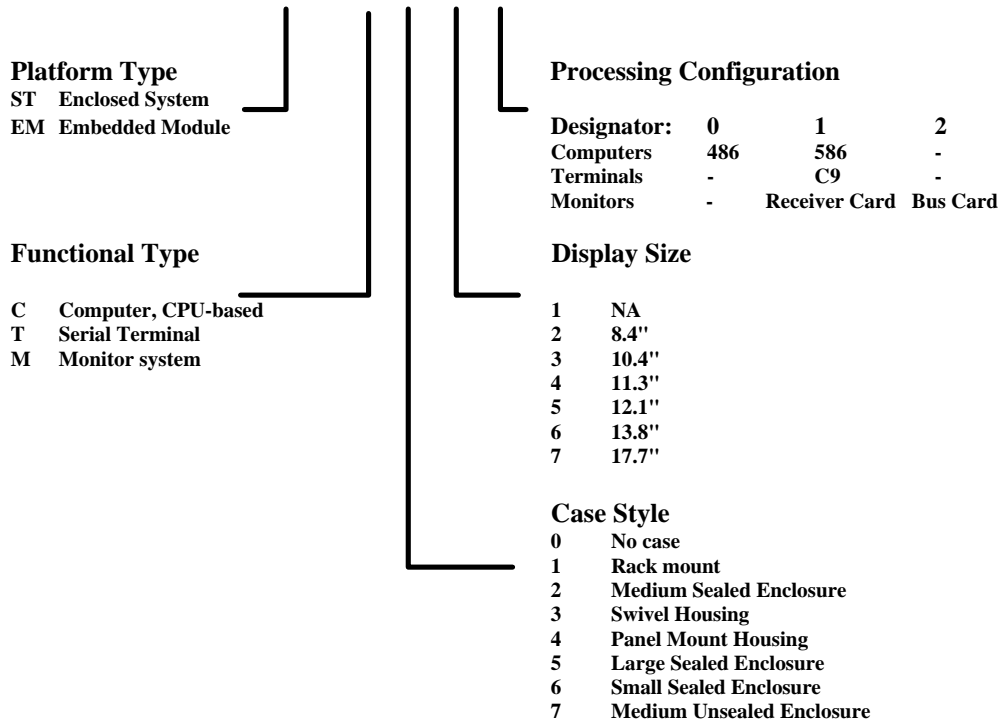 Platform Type
ST Enclosed System
EM Embedded Module
Functional Type
C Computer, CPU-based
T Serial Terminal
M Monitor system
Processing Configuration
Designator: 0 1 2
Computers 486 586 -
Terminals - C9 -
Monitors - Receiver Card Bus Card
Display Size
1 NA
2 8.4"
3 10.4"
4 11.3"
5 12.1"
6 13.8"
7 17.7"
Case Style
0 No case
1 Rack mount
2 Medium Sealed Enclosure
3 Swivel Housing
4 Panel Mount Housing
5 Large Sealed Enclosure
6 Small Sealed Enclosure
7 Medium Unsealed Enclosure